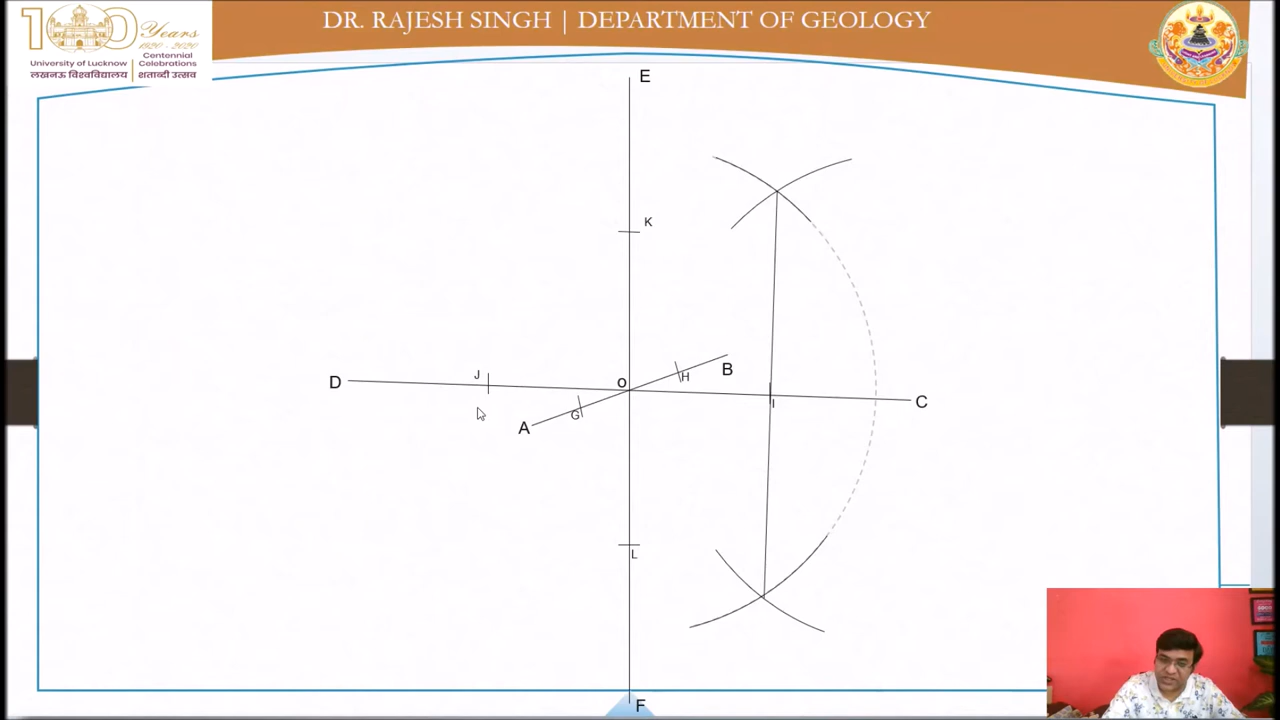 DR. RAJESH SINGH | DEPARTMENT OF GEOLOGY
100 Years
1920-2020
University of Lucknow
Centennial
Celebrations
लखनऊ विश्वविद्यालय
शताब्दी उत्सव
E
K
J
D
O
H
B
G
A
I
C
L
F